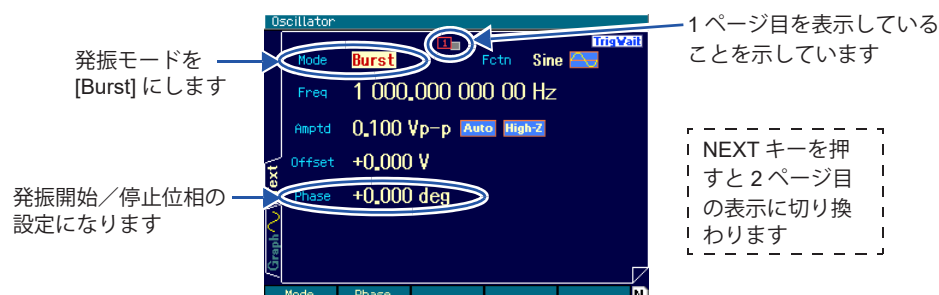 Oscillator
1
TrigWait
Mode Burst Fctn Sine
Freq 1 000.000 000 00 Hz
Amptd 0.100 Vp-p Auto High-Z
Offset +0.000 V
Phase +0.000 deg
Text
Graph
Mode Phase
N
発振モードを
[Burst] にします
発振開始／停止位相の
設定になります
1 ページ目を表示している
ことを示しています
NEXT キーを押
すと 2 ページ目
の表示に切り換
わります